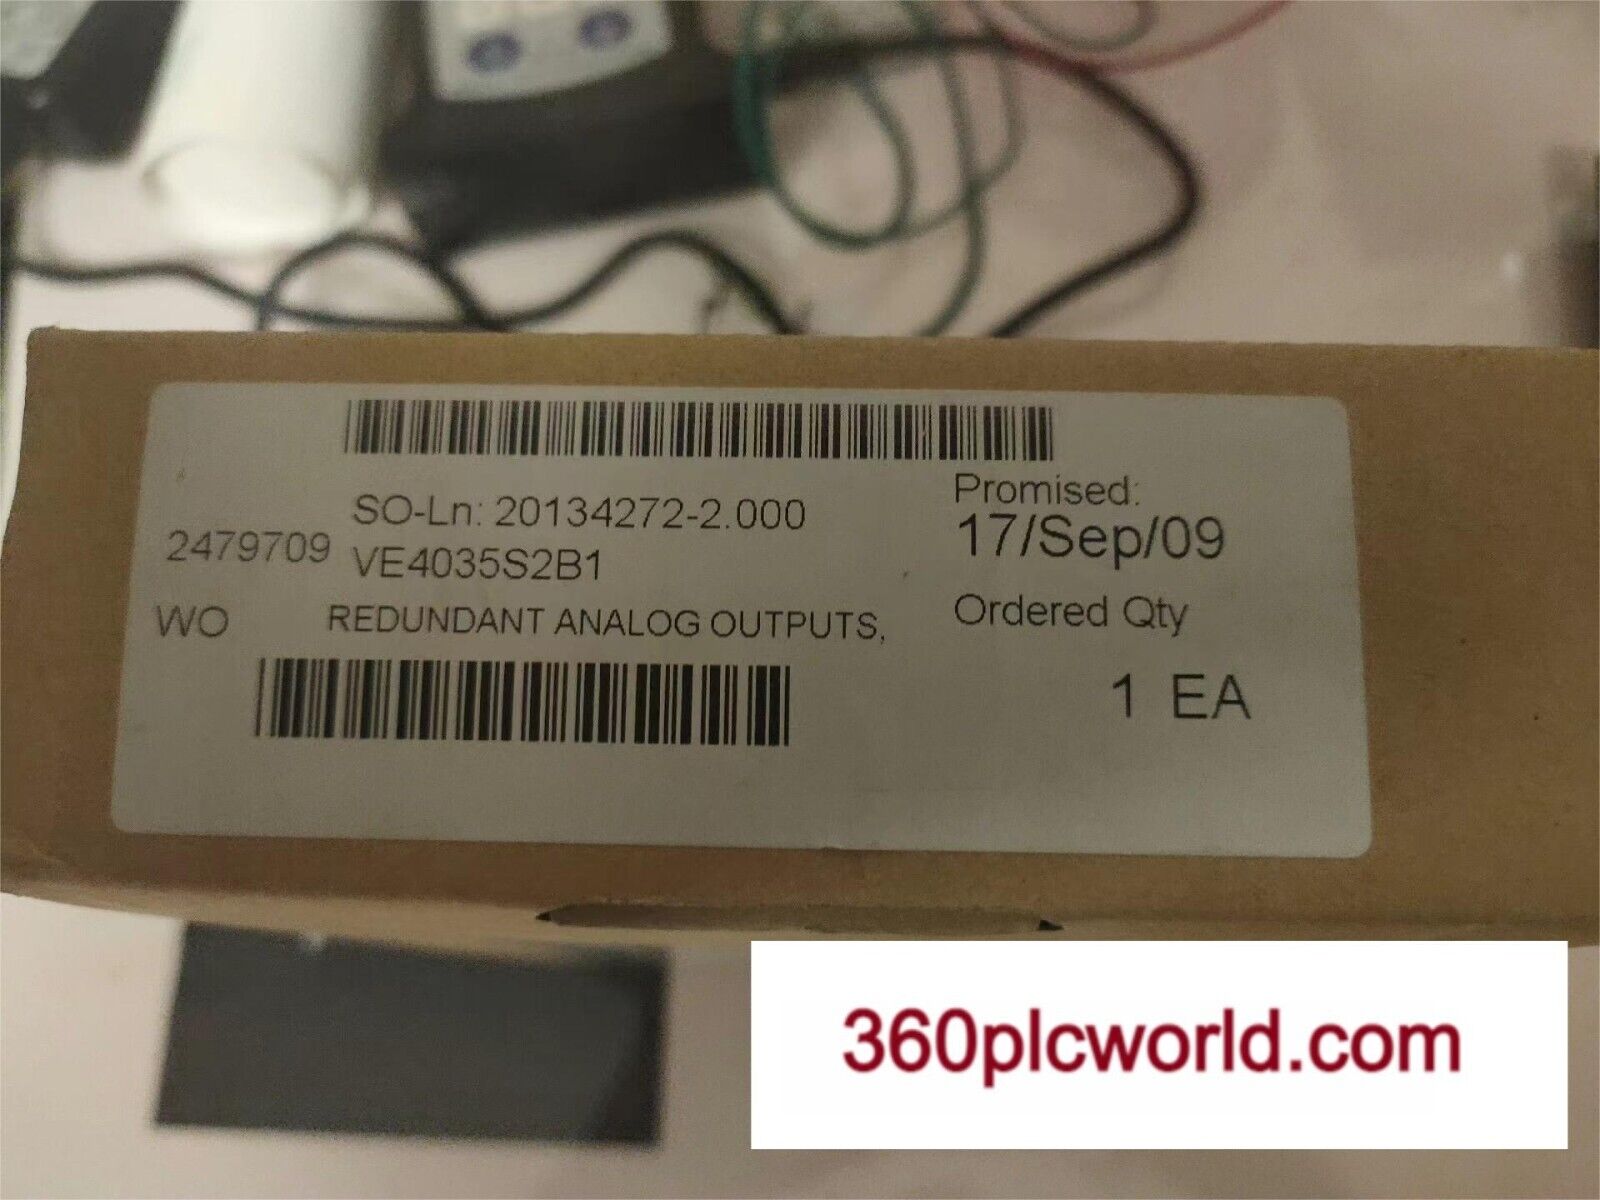 SO-Ln: 20134272-2.000
Promised:
2479709
VE4035S2B1
17/Sep/09
WO
REDUNDANT ANALOG OUTPUTS,
Ordered Qty
1 EA
360plcworld.com